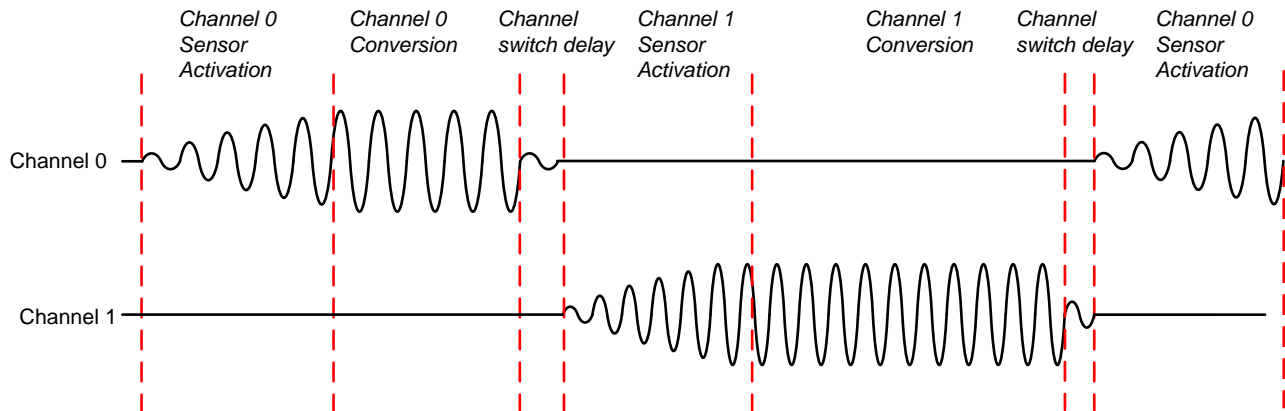 Channel 0
Sensor
Activation
Channel 0
Conversion
Channel
switch delay
Channel 1
Sensor
Activation
Channel 1
Conversion
Channel
switch delay
Channel 0
Sensor
Activation
Channel 0
Channel 1